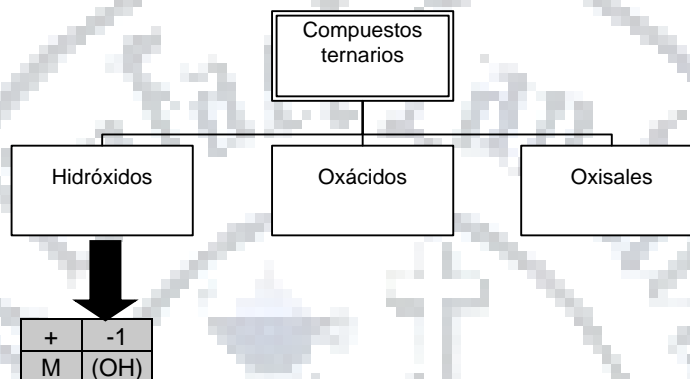 Compuestos
ternarios
Hidróxidos
Oxácidos
Oxisales
+ -1
M (OH)